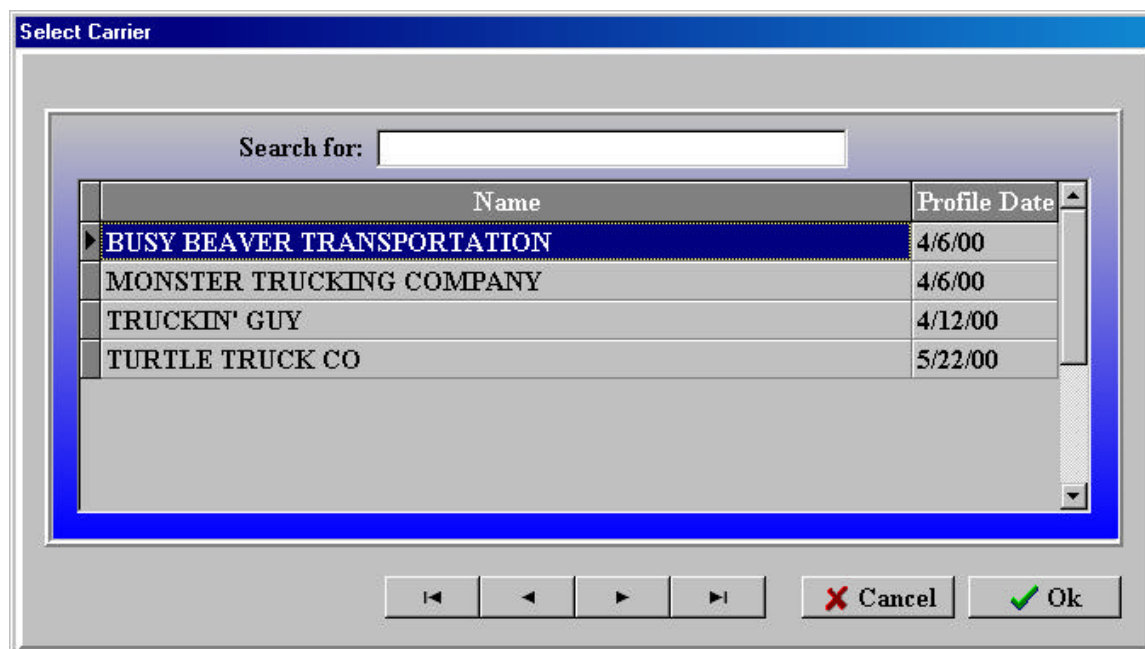 Select Carrier
Search for:
Name Profile Date
BUSY BEAVER TRANSPORTATION 4/6/00
MONSTER TRUCKING COMPANY 4/6/00
TRUCKIN' GUY 4/12/00
TURTLE TRUCK CO 5/22/00
Cancel Ok